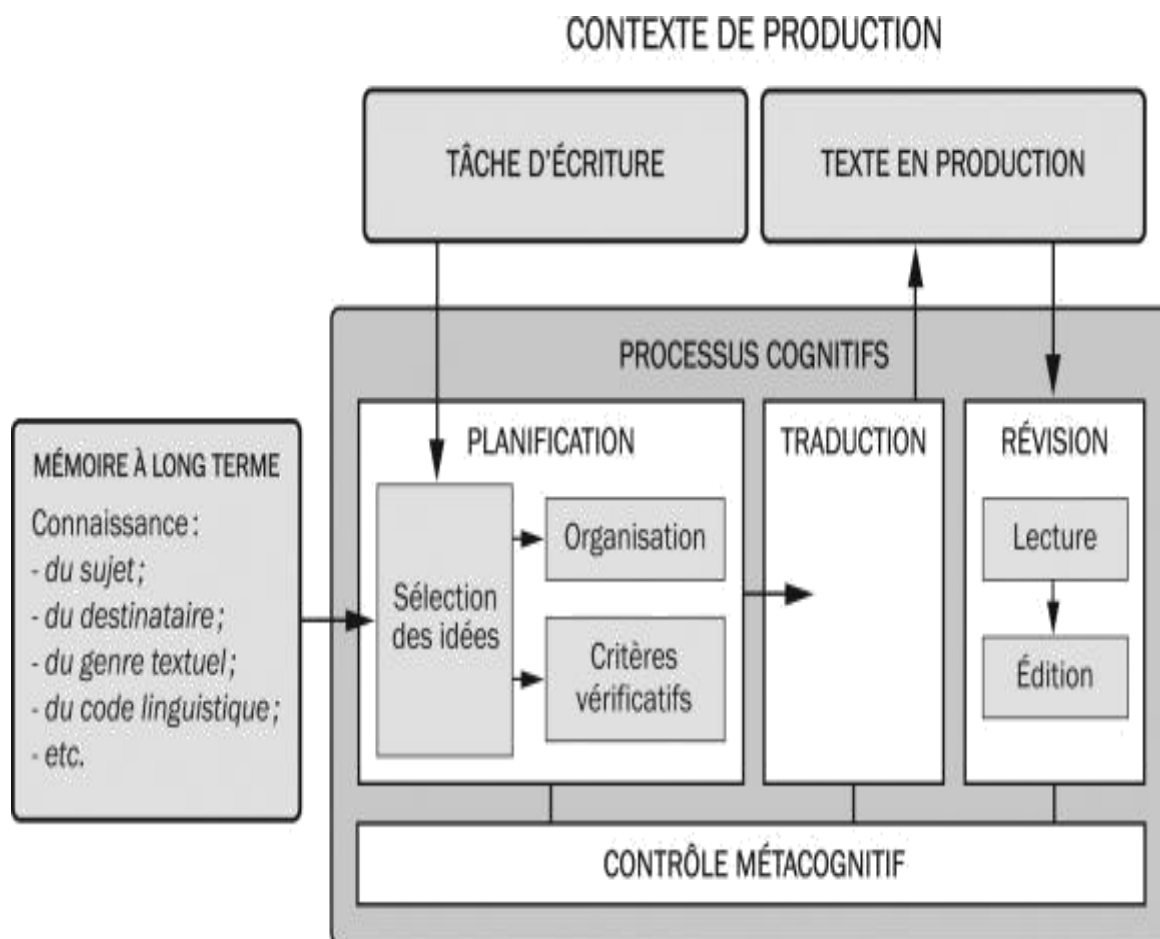 CONTEXTE DE PRODUCTION
TÂCHE D'ÉCRITURE
TEXTE EN PRODUCTION
PROCESSUS COGNITIFS
MÉMOIRE À LONG TERME
Connaissance :
- du sujet ;
- du destinataire ;
- du genre textuel ;
- du code linguistique ;
- etc.
PLANIFICATION
Sélection
des idées
Organisation
Critères
vérificatifs
TRADUCTION
RÉVISION
Lecture
Édition
CONTRÔLE MÉTACOGNITIF